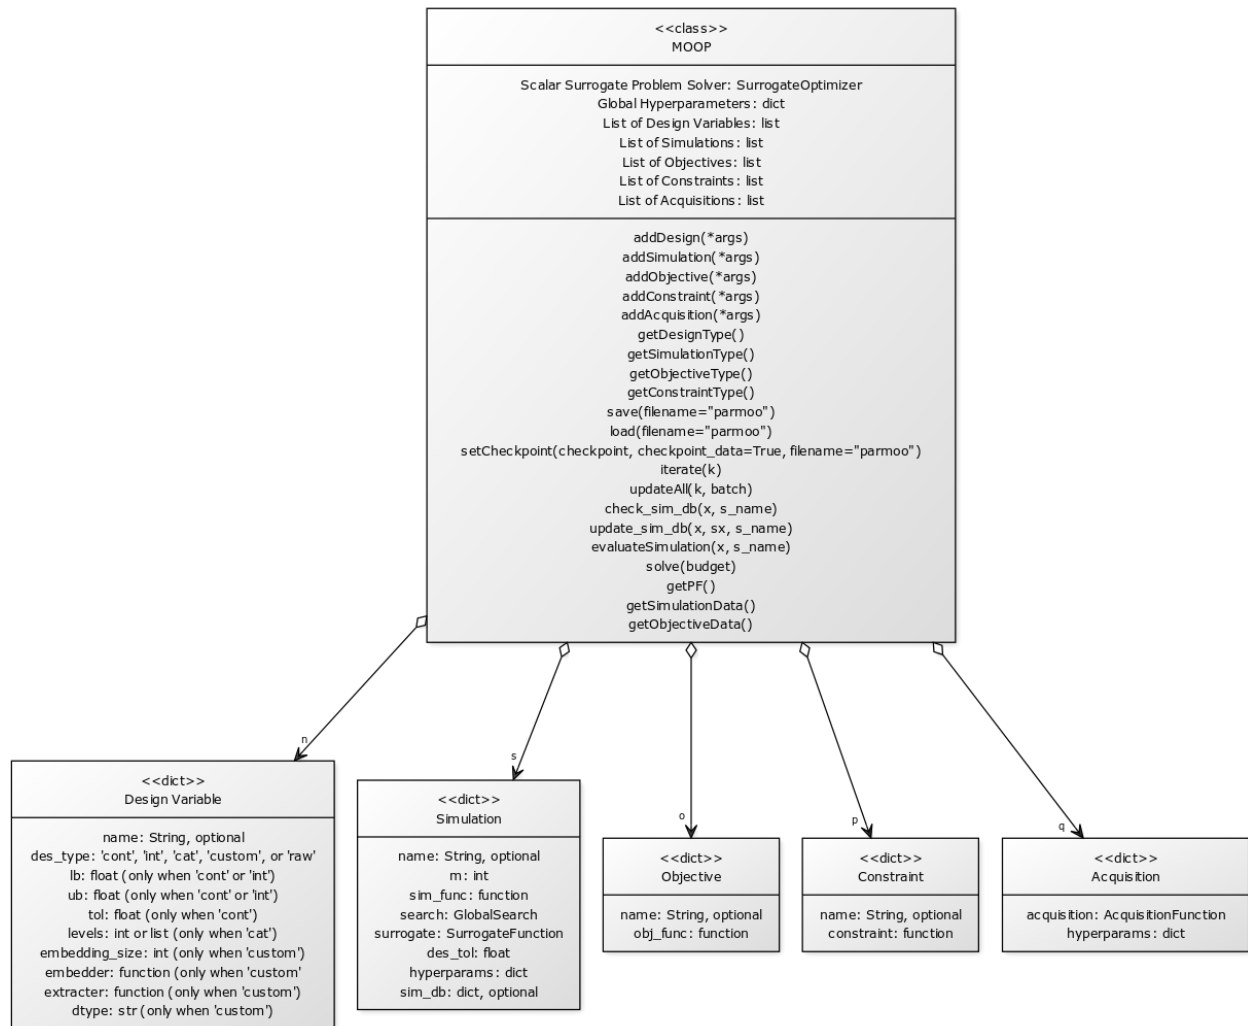 <<class>>
MOOP
Scalar Surrogate Problem Solver: SurrogateOptimizer
Global Hyperparameters: dict
List of Design Variables: list
List of Simulations: list
List of Objectives: list
List of Constraints: list
List of Acquisitions: list
addDesign(*args)
addSimulation(*args)
addObjective(*args)
addConstraint(*args)
addAcquisition(*args)
getDesignType()
getSimulationType()
getObjectiveType()
getConstraintType()
save(filename="parmoo")
load(filename="parmoo")
setCheckpoint(checkpoint, checkpoint_data=True, filename="parmoo")
iterate(k)
updateAll(k, batch)
check_sim_db(x, s_name)
update_sim_db(x, sx, s_name)
evaluateSimulation(x, s_name)
solve(budget)
getPF()
getSimulationData()
getObjectiveData()
n
s
o
p
q
<<dict>>
Design Variable
name: String, optional
des_type: 'cont', 'int', 'cat', 'custom', or 'raw'
lb: float (only when 'cont' or 'int')
ub: float (only when 'cont' or 'int')
tol: float (only when 'cont')
levels: int or list (only when 'cat')
embedding_size: int (only when 'custom')
embedder: function (only when 'custom'
extracter: function (only when 'custom')
dtype: str (only when 'custom')
<<dict>>
Simulation
name: String, optional
m: int
sim_func: function
search: GlobalSearch
surrogate: SurrogateFunction
des_tol: float
hyperparams: dict
sim_db: dict, optional
<<dict>>
Objective
name: String, optional
obj_func: function
<<dict>>
Constraint
name: String, optional
constraint: function
<<dict>>
Acquisition
acquisition: AcquisitionFunction
hyperparams: dict